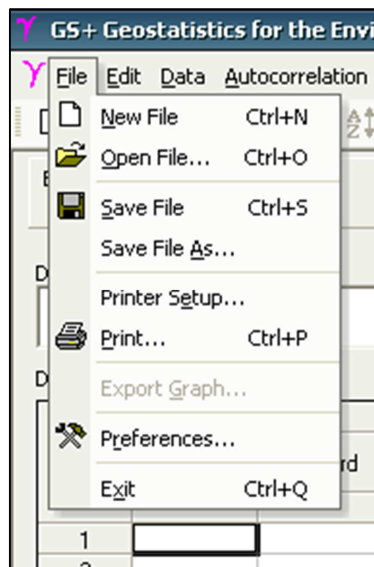 GS+ Geostatistics for the Envi
File Edit Data Autocorrelation
New File Ctrl+N
Open File... Ctrl+O
Save File Ctrl+S
Save File As...
Printer Setup...
Print... Ctrl+P
Export Graph...
Preferences...
rd
Exit Ctrl+Q
1